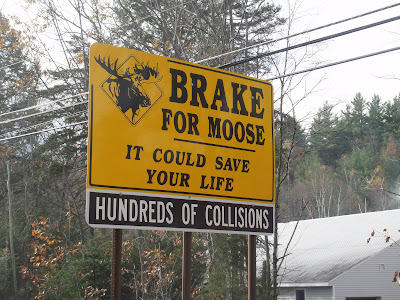 BRAKE
FOR MOOSE
IT COULD SAVE
YOUR LIFE
HUNDREDS OF COLLISIONS